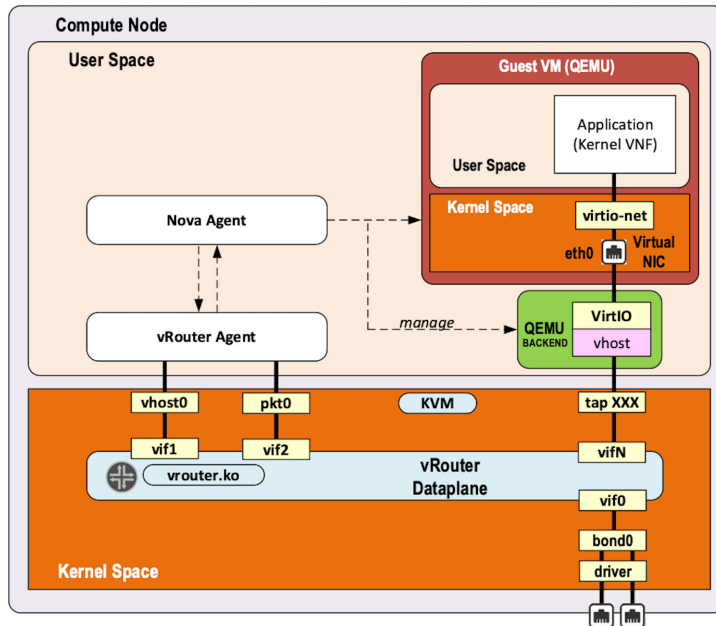 Compute Node
User Space
Guest VM (QEMU)
Application
(Kernel VNF)
User Space
Kernel Space
virtio-net
eth0
Virtual
NIC
Nova Agent
vRouter Agent
manage
QEMU
BACKEND
VirtIO
vhost
vhost0
pkt0
KVM
tap XXX
vif1
vif2
vifN
vrouter.ko
vRouter
Dataplane
vif0
bond0
driver
Kernel Space